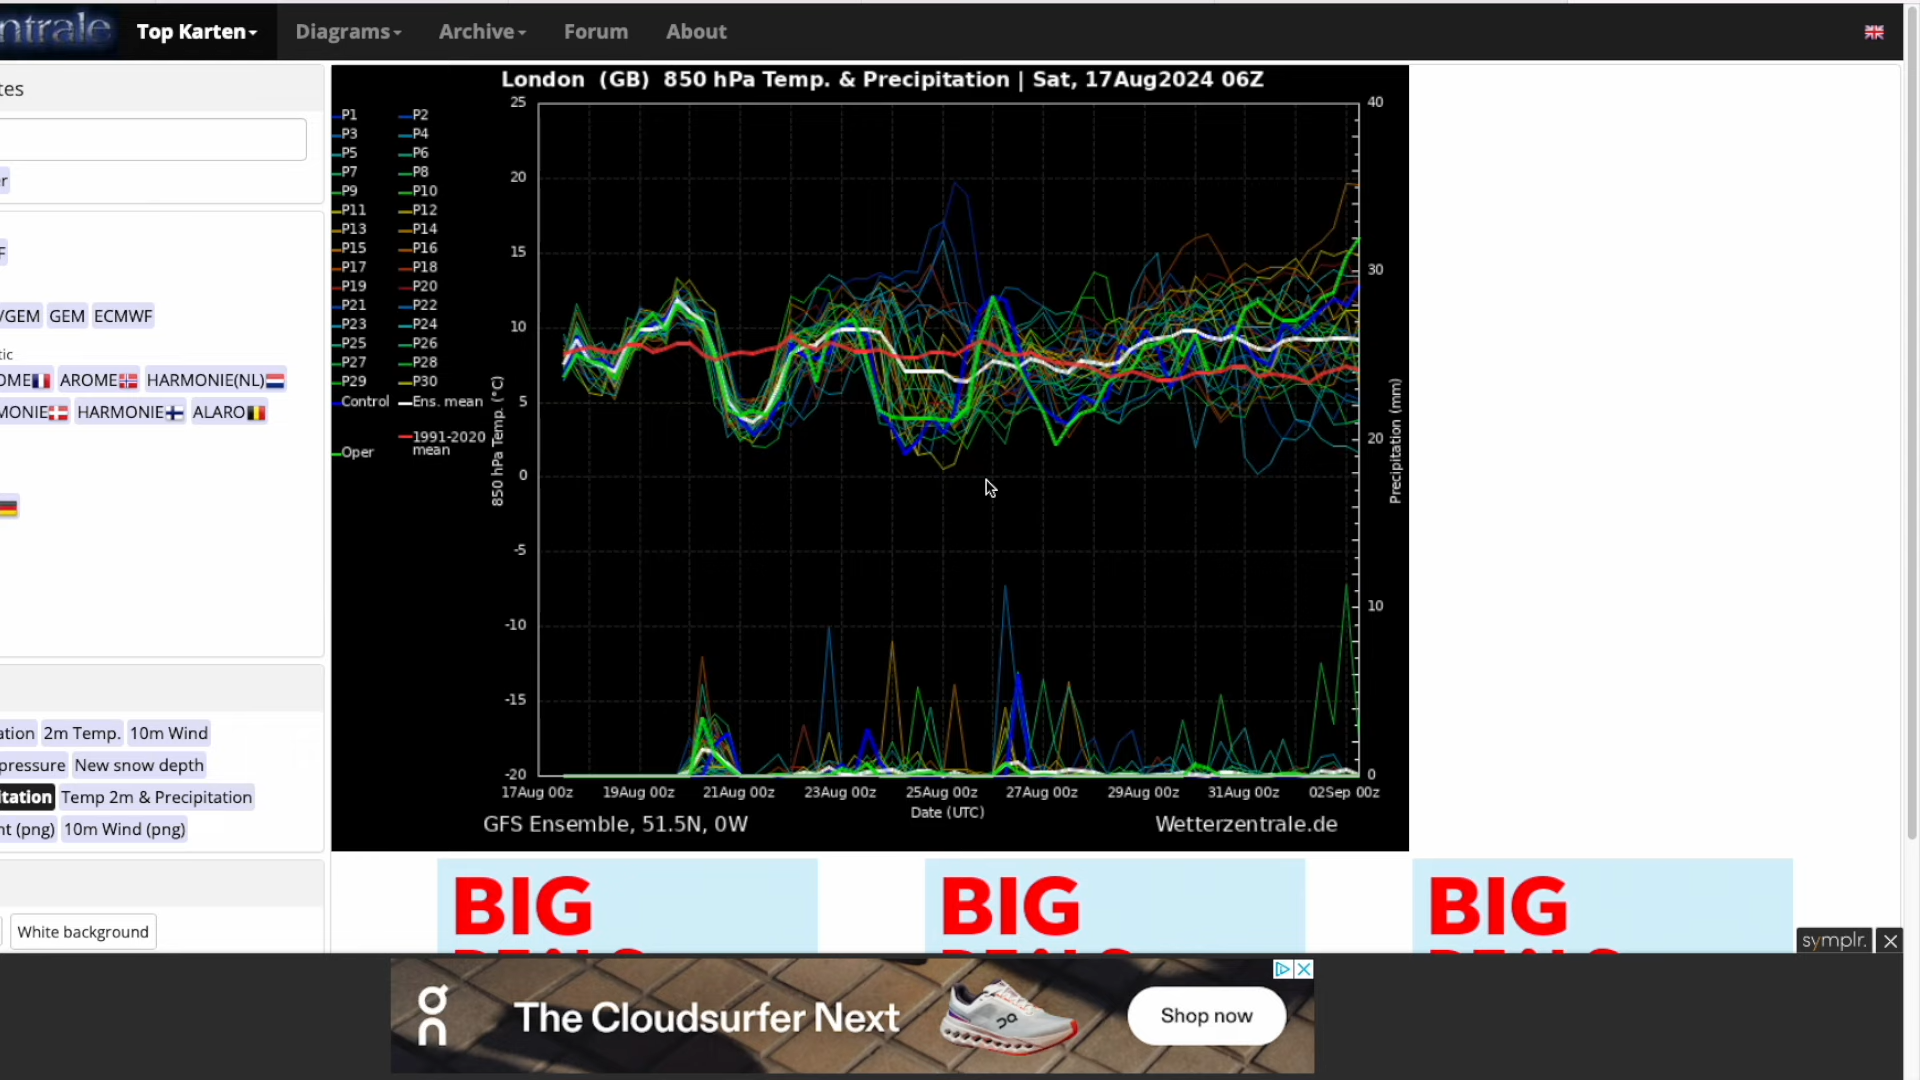 ntrale Top Karten Diagrams Archive Forum About
tes
r
F
/GEM GEM ECMWF
tic
OME AROME HARMONIE(NL)
MONIE HARMONIE ALARO
ation 2m Temp. 10m Wind
pressure New snow depth
itation Temp 2m & Precipitation
nt (png) 10m Wind (png)
White background
London (GB) 850 hPa Temp. & Precipitation | Sat, 17Aug2024 06Z
P1 P2
P3 P4
P5 P6
P7 P8
P9 P10
P11 P12
P13 P14
P15 P16
P17 P18
P19 P20
P21 P22
P23 P24
P25 P26
P27 P28
P29 P30
Control Ens. mean
Oper 1991-2020
mean
850 hPa Temp. (°C)
25
20
15
10
5
0
-5
-10
-15
-20
40
30
20
10
0
Precipitation (mm)
17Aug 00z 19Aug 00z 21Aug 00z 23Aug 00z 25Aug 00z 27Aug 00z 29Aug 00z 31Aug 00z 02Sep 00z
Date (UTC)
GFS Ensemble, 51.5N, 0W Wetterzentrale.de
BIG BIG BIG
symplr.
on The Cloudsurfer Next Shop now